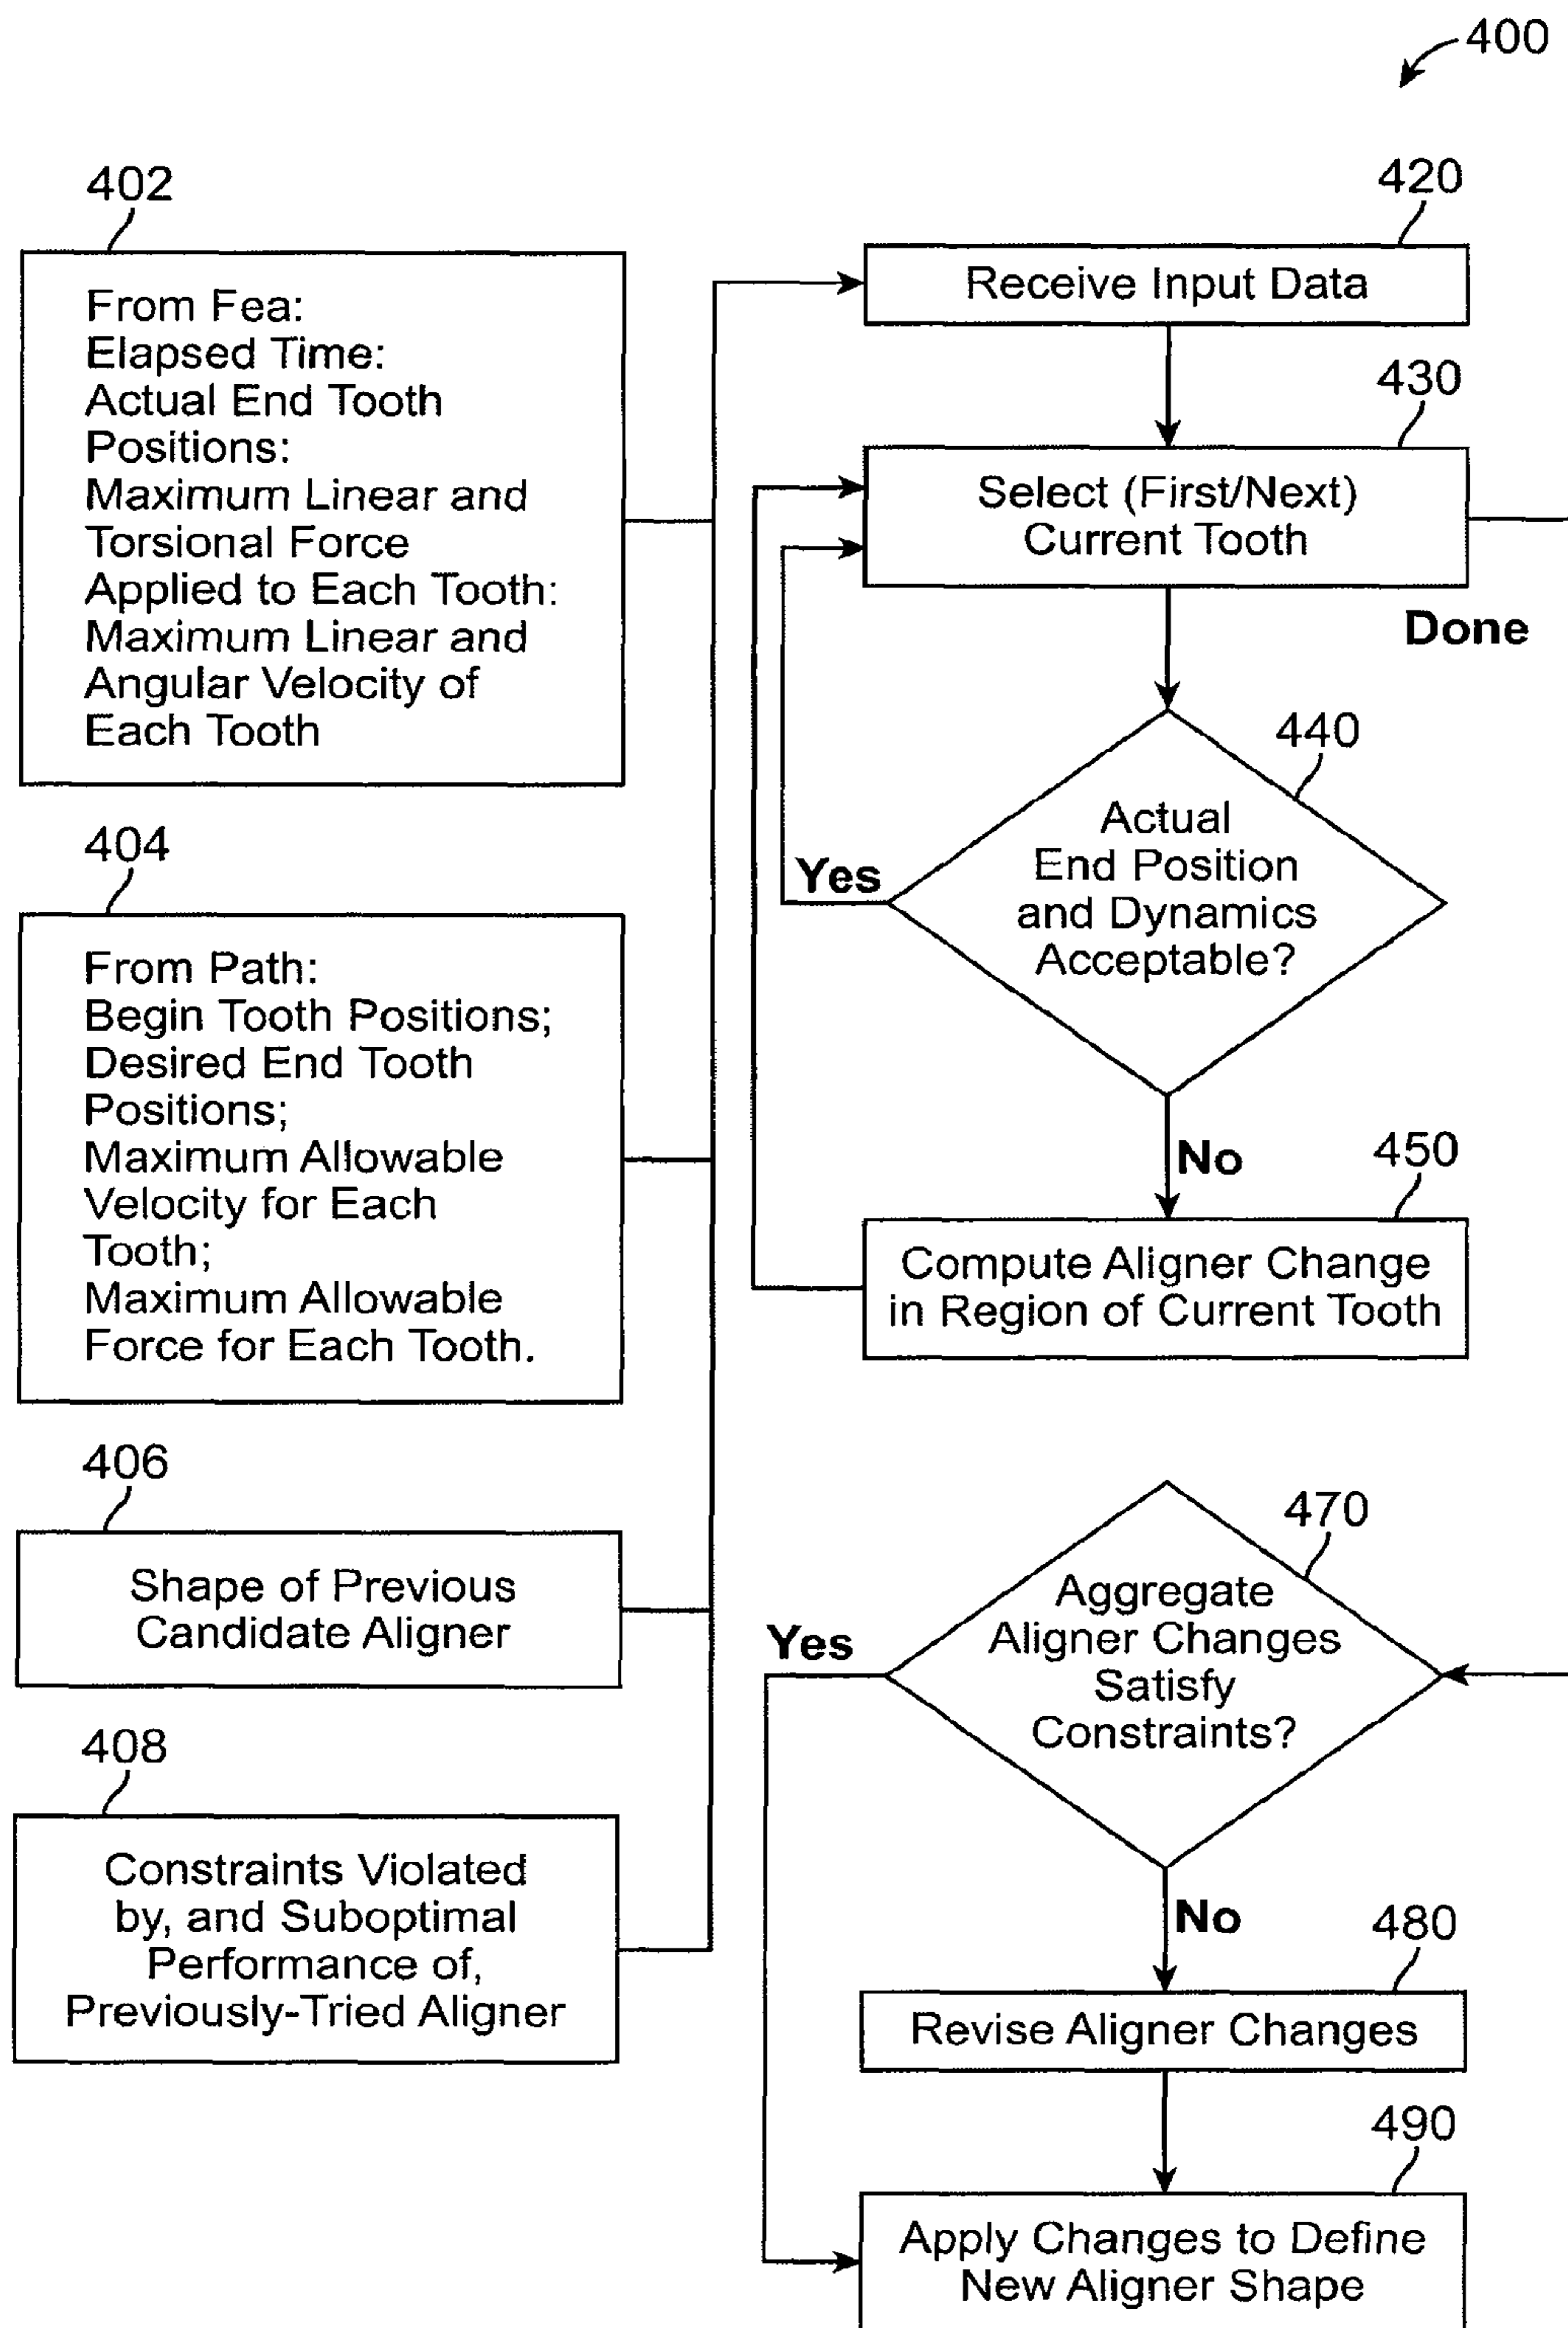 400
402
From Fea:
Elapsed Time:
Actual End Tooth
Positions:
Maximum Linear and
Torsional Force
Applied to Each Tooth:
Maximum Linear and
Angular Velocity of
Each Tooth
404
From Path:
Begin Tooth Positions;
Desired End Tooth
Positions;
Maximum Allowable
Velocity for Each
Tooth;
Maximum Allowable
Force for Each Tooth.
406
Shape of Previous
Candidate Aligner
408
Constraints Violated
by, and Suboptimal
Performance of,
Previously-Tried Aligner
420
Receive Input Data
430
Select (First/Next)
Current Tooth
Done
440
Actual
End Position
and Dynamics
Acceptable?
Yes
No
450
Compute Aligner Change
in Region of Current Tooth
470
Aggregate
Aligner Changes
Satisfy
Constraints?
Yes
No
480
Revise Aligner Changes
490
Apply Changes to Define
New Aligner Shape